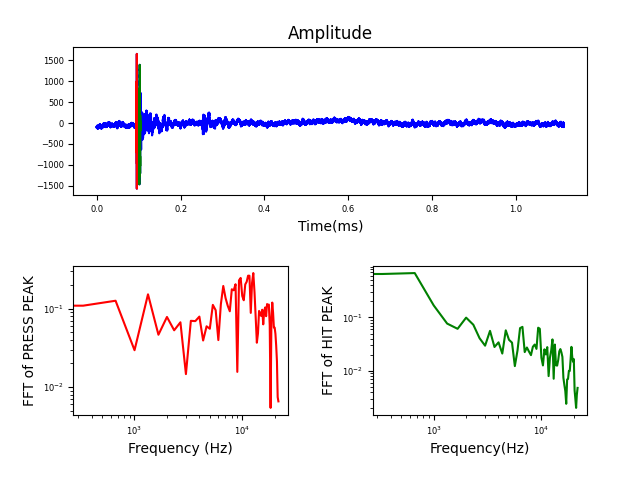 Amplitude
1500
1000
500
0
−500
−1000
−1500
0.0 0.2 0.4 0.6 0.8 1.0
Time(ms)
FFT of PRESS PEAK
10⁻¹
10⁻²
10³ 10⁴
Frequency (Hz)
FFT of HIT PEAK
10⁻¹
10⁻²
10³ 10⁴
Frequency(Hz)